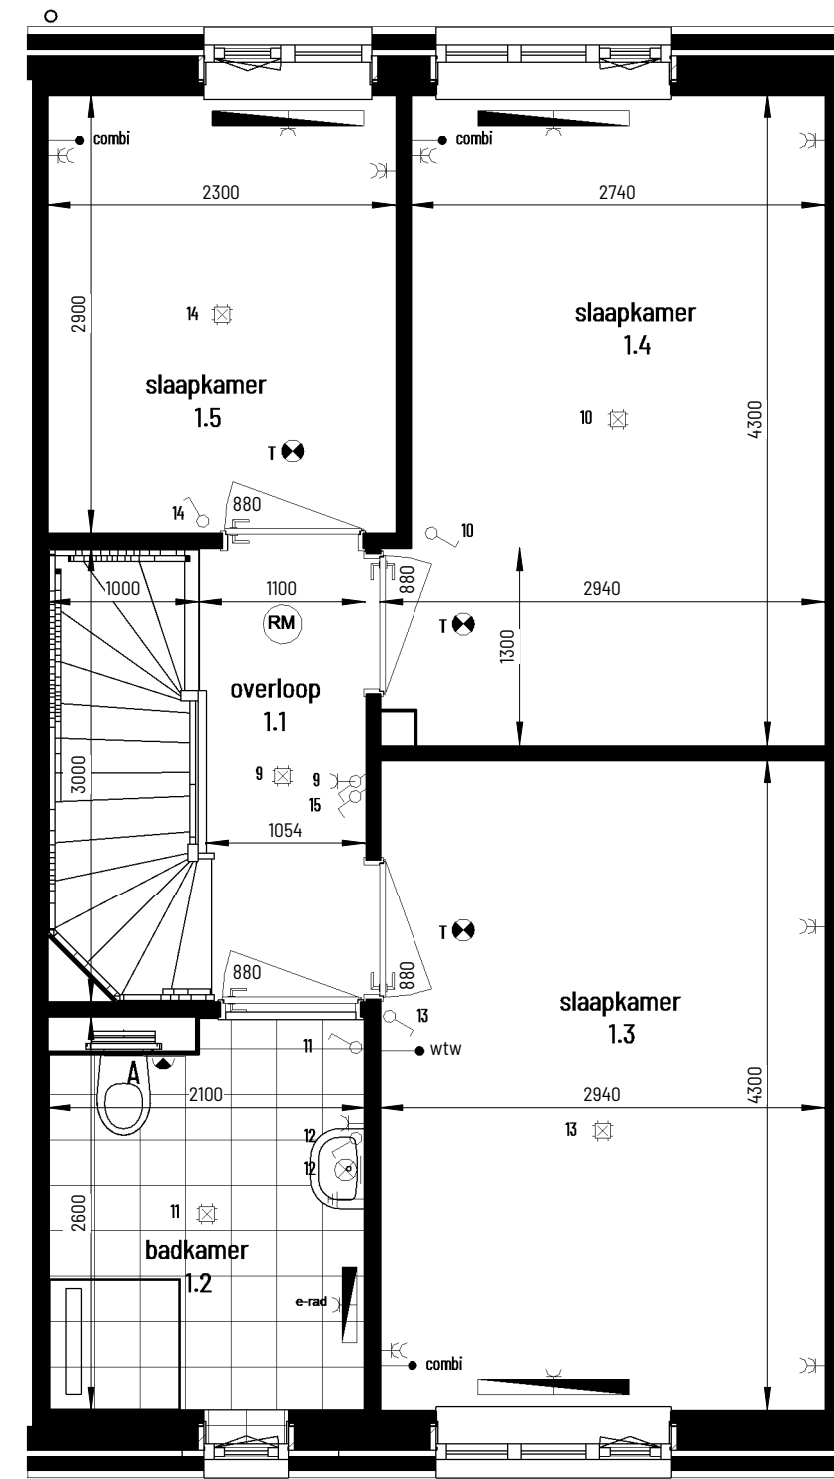 combi
combi
2300
2740
2900
14
slaapkamer
1.4
slaapkamer
1.5
4300
10
T
14
880
10
880
1000
1100
2940
RM
T
1300
overloop
1.1
3000
9
9
15
1054
T
880
880
slaapkamer
1.3
13
11
wtw
A
2100
2940
4300
12
13
12
2600
11
badkamer
1.2
e-rad
combi